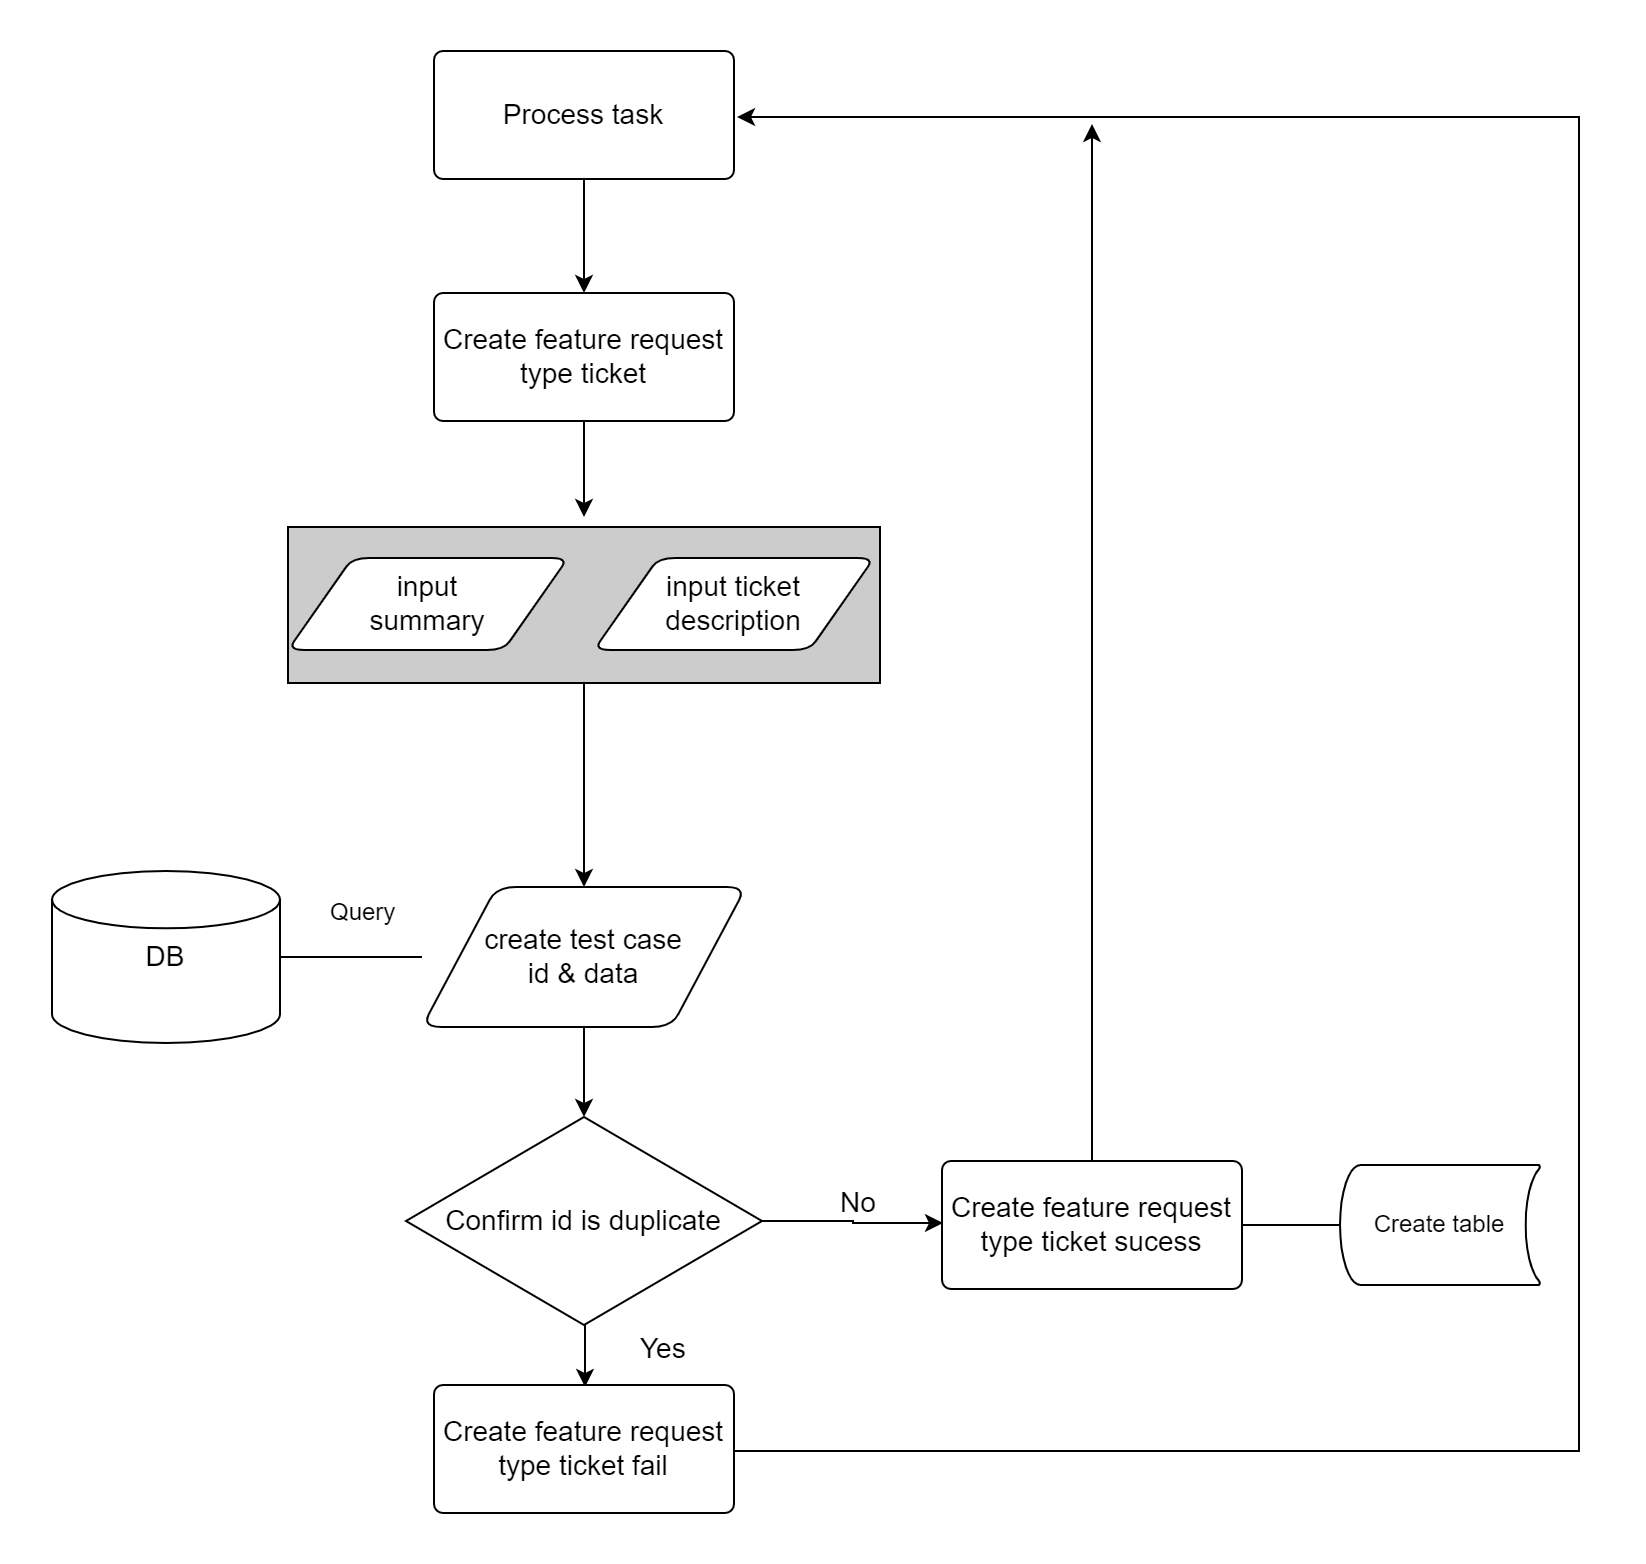 Process task
Create feature request
type ticket
input
summary
input ticket
description
DB
Query
create test case
id & data
Confirm id is duplicate
No
Create feature request
type ticket sucess
Create table
Yes
Create feature request
type ticket fail